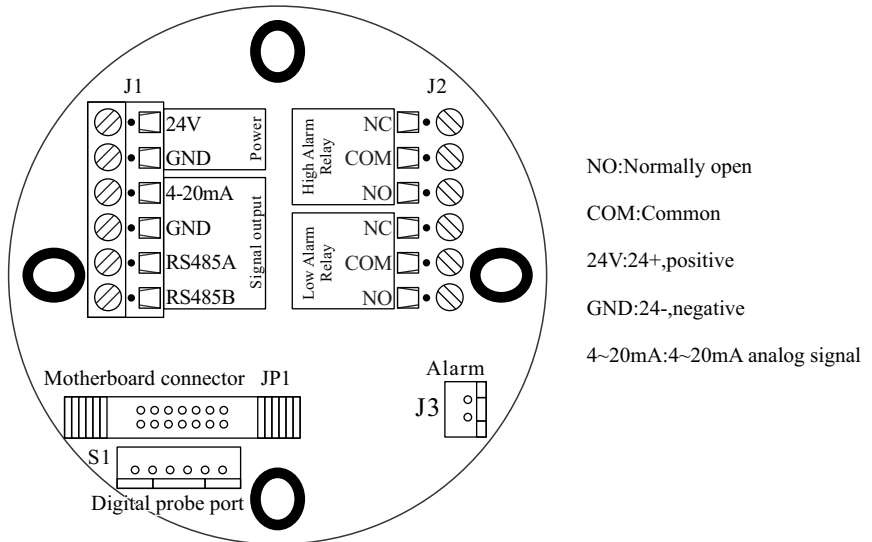 J1
24V
GND
Power
4-20mA
GND
RS485A
RS485B
Signal output
J2
High Alarm
Relay
NC
COM
NO
Low Alarm
Relay
NC
COM
NO
NO:Normally open
COM:Common
24V:24+,positive
GND:24-,negative
4~20mA:4~20mA analog signal
Motherboard connector JP1
Alarm
J3
S1
Digital probe port